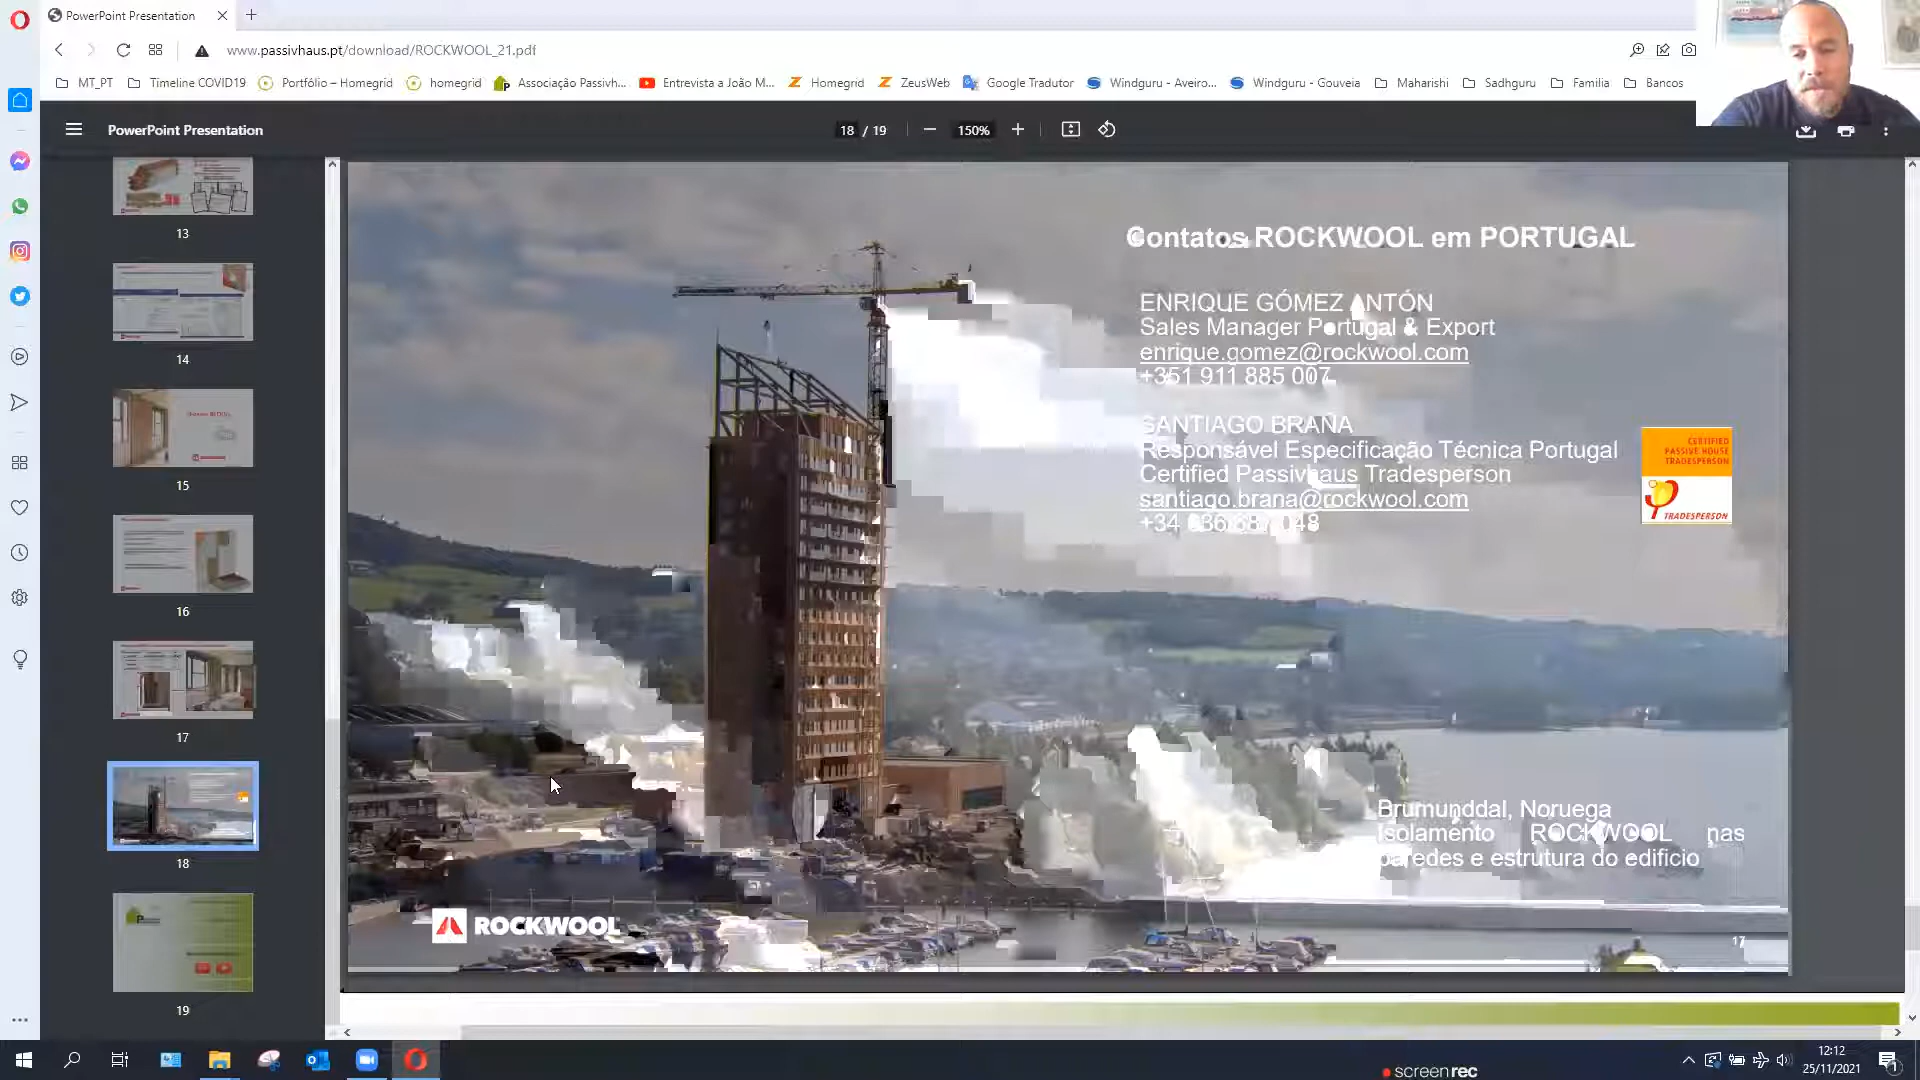 PowerPoint Presentation
www.passivhaus.pt/download/ROCKWOOL_21.pdf
MT_PT
Timeline COVID19
Portfólio – Homegrid
homegrid
Associação Passivh...
Entrevista a João M...
Homegrid
ZeusWeb
Google Tradutor
Windguru - Aveiro...
Windguru - Gouveia
Maharishi
Sadhguru
Familia
Bancos
PowerPoint Presentation
18 / 19
150%
13
14
15
16
17
18
19
Contatos ROCKWOOL em PORTUGAL
ENRIQUE GÓMEZ ANTÓN
Sales Manager Portugal & Export
enrique.gomez@rockwool.com
+351 911 885 007
SANTIAGO BRAÑA
Responsável Especificação Técnica Portugal
Certified Passivhaus Tradesperson
santiago.brana@rockwool.com
+34
CERTIFIED
PASSIVE HOUSE
TRADESPERSON
TRADESPERSON
Brumunddal, Noruega
Isolamento ROCKWOOL nas
paredes e estrutura do edificio
ROCKWOOL
17
12:12
25/11/2021
screenrec